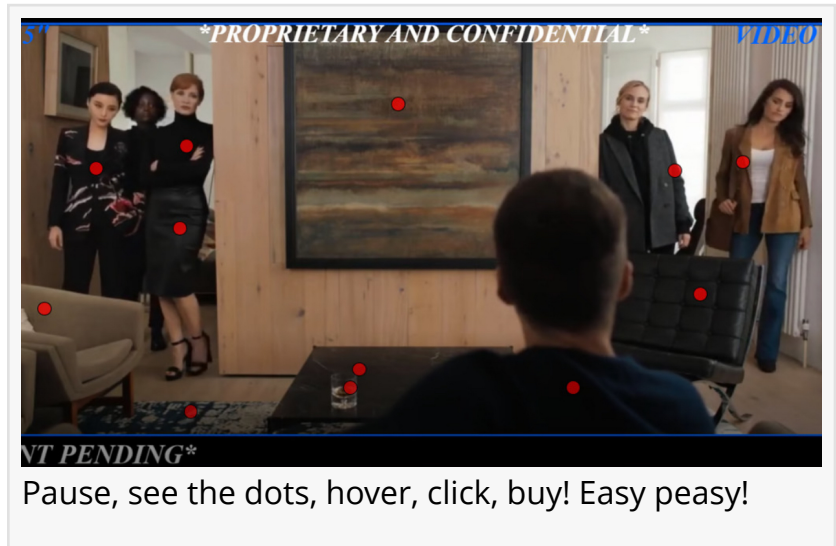 5" *PROPRIETARY AND CONFIDENTIAL* VIDEO
NT PENDING*
Pause, see the dots, hover, click, buy! Easy peasy!